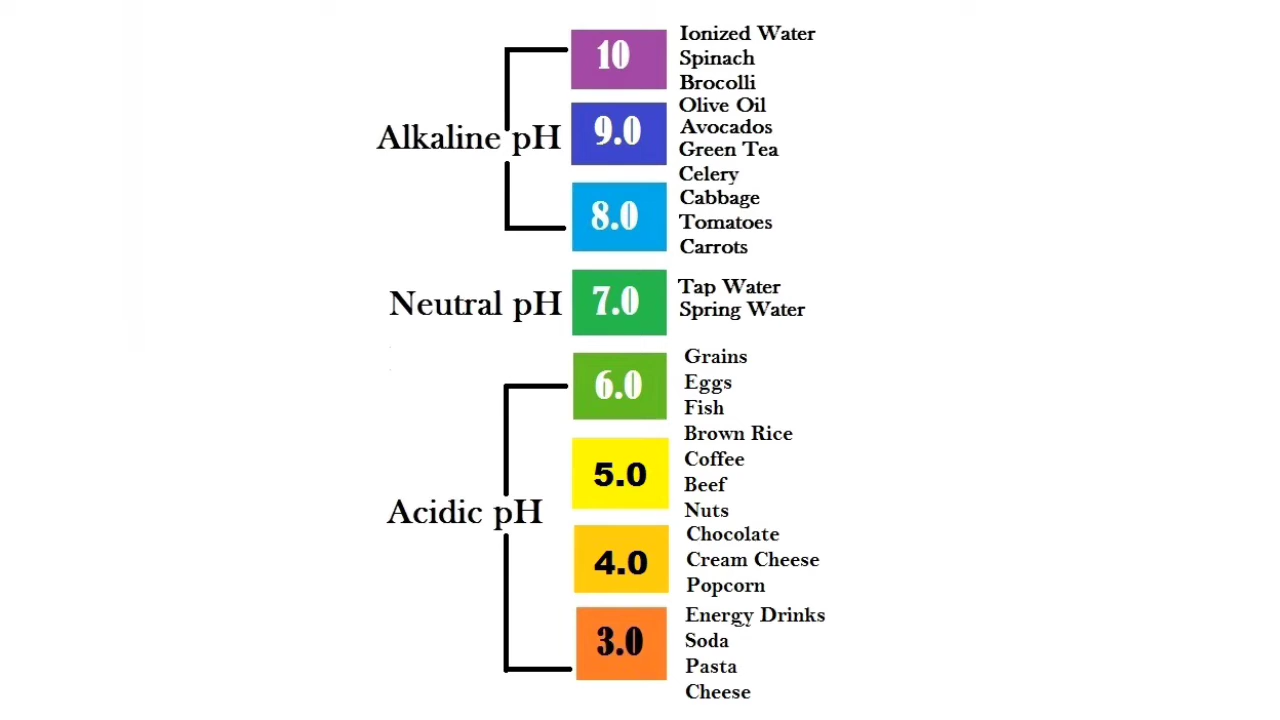 Alkaline pH
10
Ionized Water
Spinach
Brocolli
9.0
Olive Oil
Avocados
Green Tea
8.0
Celery
Cabbage
Tomatoes
Carrots
Neutral pH
7.0
Tap Water
Spring Water
Acidic pH
6.0
Grains
Eggs
Fish
5.0
Brown Rice
Coffee
Beef
Nuts
4.0
Chocolate
Cream Cheese
Popcorn
3.0
Energy Drinks
Soda
Pasta
Cheese